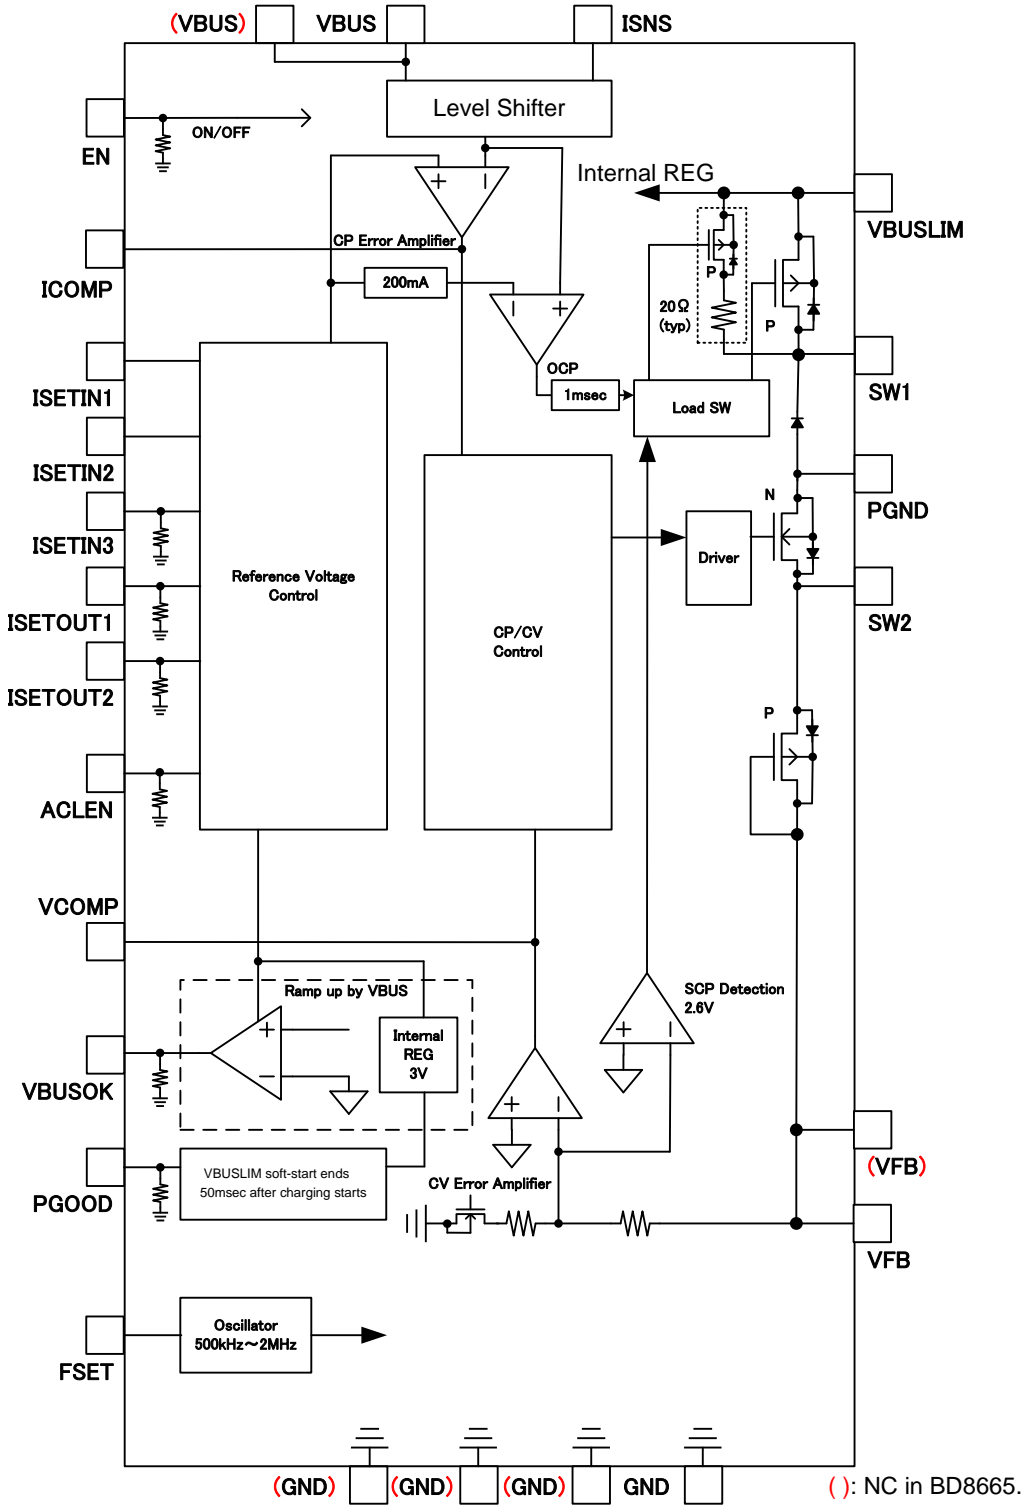 (VBUS) VBUS ISNS
Level Shifter
ON/OFF
EN
+ −
Internal REG
VBUSLIM
CP Error Amplifier
ICOMP
200mA
P
− +
20Ω
(typ)
P
OCP
1msec
Load SW
SW1
ISETIN1
ISETIN2
N
PGND
ISETIN3
Driver
Reference Voltage
Control
ISETOUT1
SW2
CP/CV
Control
ISETOUT2
P
ACLEN
VCOMP
Ramp up by VBUS
SCP Detection
2.6V
+
Internal
REG
3V
+ −
−
VBUSOK
+ −
(VFB)
VBUSLIM soft-start ends
50msec after charging starts
PGOOD
CV Error Amplifier
VFB
Oscillator
500kHz～2MHz
FSET
(GND) (GND) (GND) GND
( ): NC in BD8665.